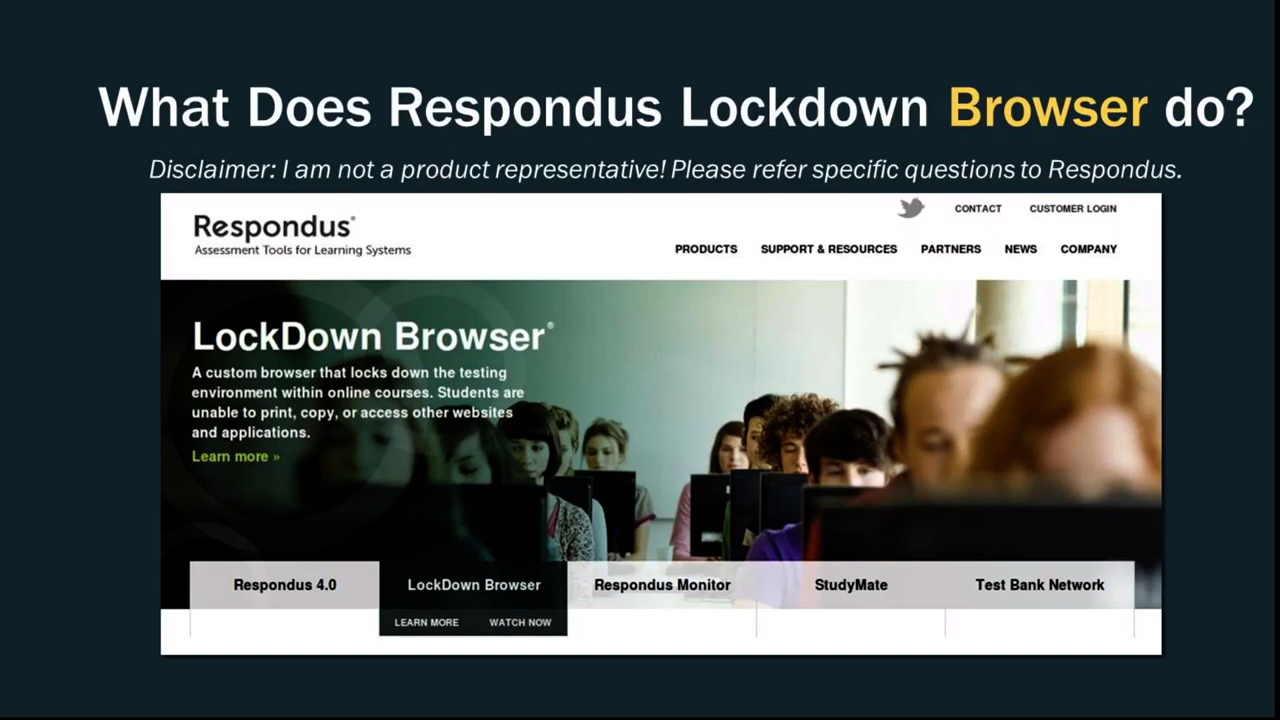 What Does Respondus Lockdown Browser do?
Disclaimer: I am not a product representative! Please refer specific questions to Respondus.
CONTACT CUSTOMER LOGIN
Respondus®
Assessment Tools for Learning Systems
PRODUCTS SUPPORT & RESOURCES PARTNERS NEWS COMPANY
LockDown Browser®
A custom browser that locks down the testing
environment within online courses. Students are
unable to print, copy, or access other websites
and applications.
Learn more »
Respondus 4.0 LockDown Browser Respondus Monitor StudyMate Test Bank Network
LEARN MORE WATCH NOW